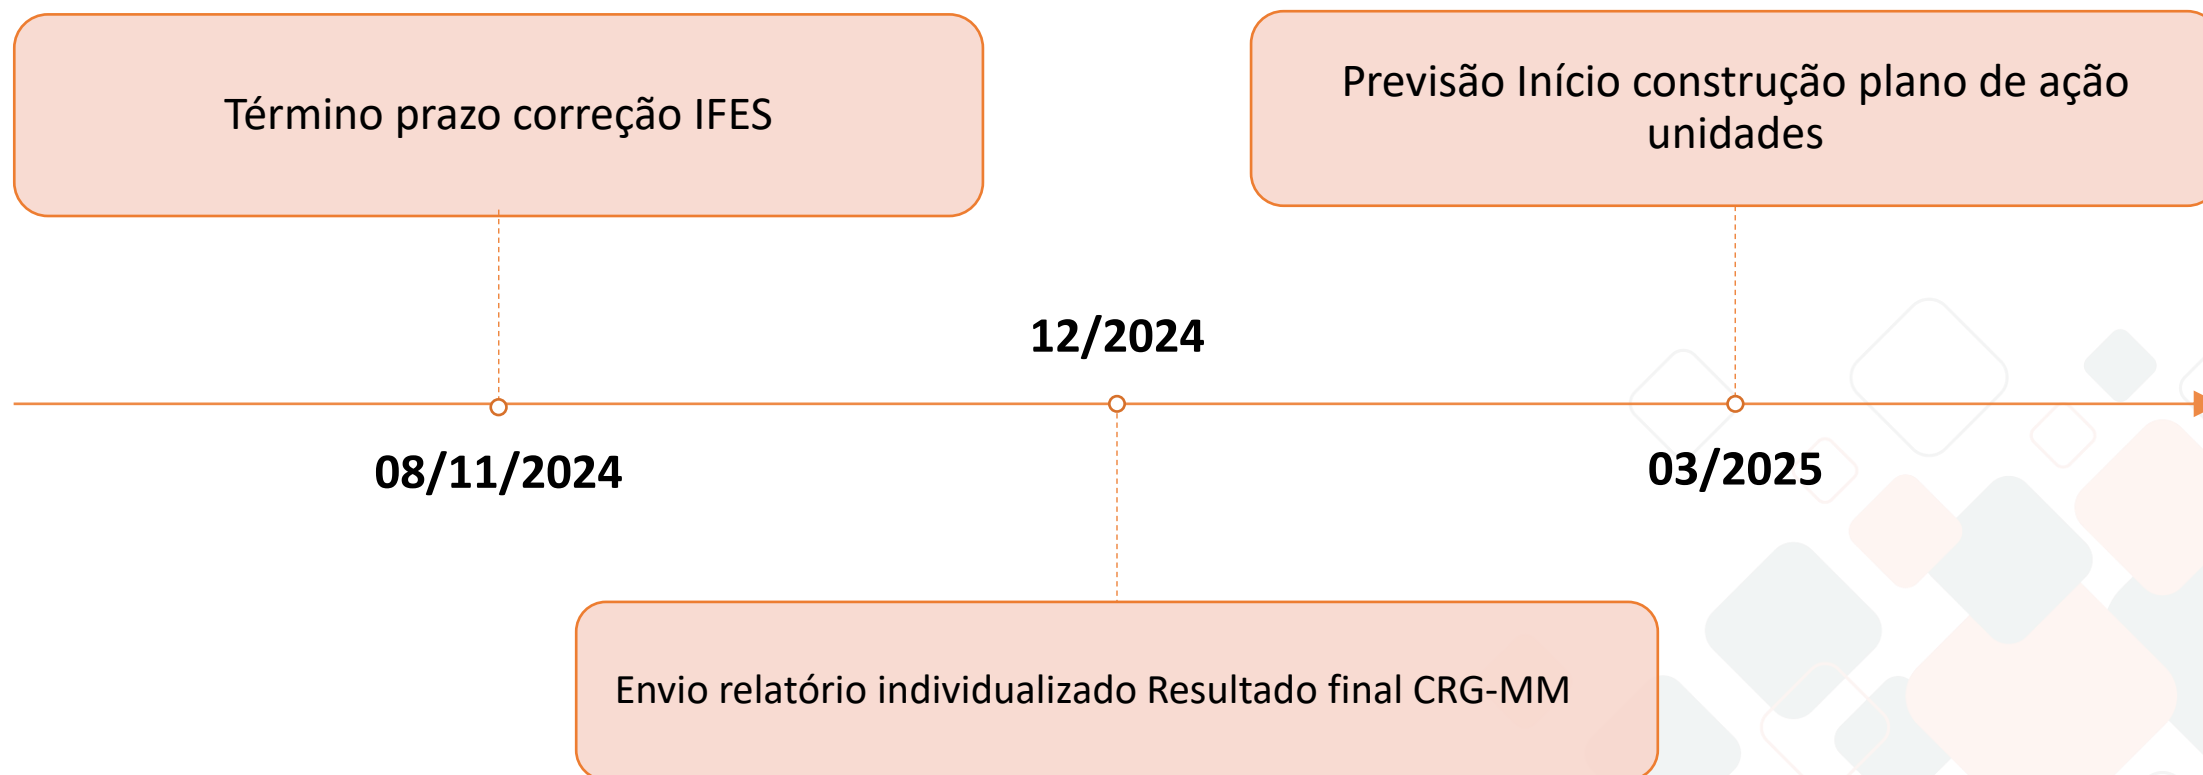 Término prazo correção IFES
Previsão Início construção plano de ação
unidades
12/2024
08/11/2024
03/2025
Envio relatório individualizado Resultado final CRG-MM